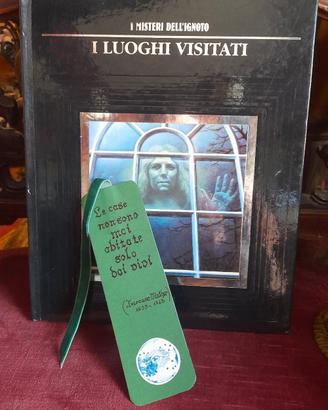 I MISTERI DELL'IGNOTO
I LUOGHI VISITATI
Le case
non sono
mai
abitate
solo
dai vivi